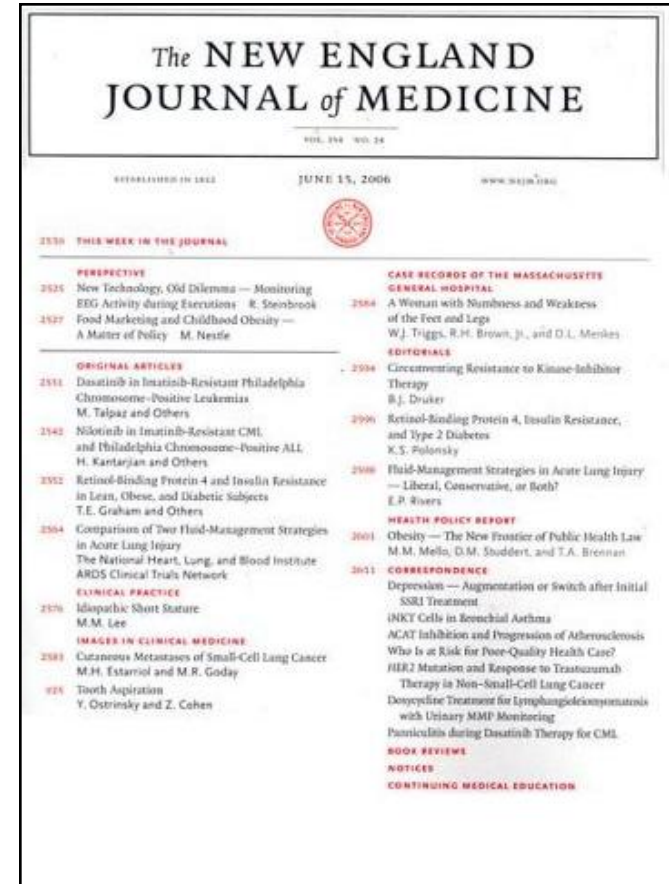 The NEW ENGLAND
JOURNAL of MEDICINE
VOL. 354 NO. 24
ESTABLISHED IN 1812
JUNE 15, 2006
WWW.NEJM.ORG
THIS WEEK IN THE JOURNAL
PERSPECTIVE
2525 New Technology, Old Dilemma — Monitoring
EEG Activity during Executions R. Steinbrook
2527 Food Marketing and Childhood Obesity —
A Matter of Policy M. Nestle
ORIGINAL ARTICLES
2531 Dasatinib in Imatinib-Resistant Philadelphia
Chromosome–Positive Leukemias
M. Talpaz and Others
2542 Nilotinib in Imatinib-Resistant CML
and Philadelphia Chromosome–Positive ALL
H. Kantarjian and Others
2552 Retinol-Binding Protein 4 and Insulin Resistance
in Lean, Obese, and Diabetic Subjects
T.E. Graham and Others
2564 Comparison of Two Fluid-Management Strategies
in Acute Lung Injury
The National Heart, Lung, and Blood Institute
ARDS Clinical Trials Network
CLINICAL PRACTICE
2576 Idiopathic Short Stature
M.M. Lee
IMAGES IN CLINICAL MEDICINE
2583 Cutaneous Metastases of Small-Cell Lung Cancer
M.H. Estarriol and M.R. Goday
e25 Tooth Aspiration
Y. Ostrinsky and Z. Cohen
CASE RECORDS OF THE MASSACHUSETTS
GENERAL HOSPITAL
2584 A Woman with Numbness and Weakness
of the Feet and Legs
W.J. Triggs, R.H. Brown, Jr., and D.L. Menkes
EDITORIALS
2594 Circumventing Resistance to Kinase-Inhibitor
Therapy
B.J. Druker
2596 Retinol-Binding Protein 4, Insulin Resistance,
and Type 2 Diabetes
K.S. Polonsky
2598 Fluid-Management Strategies in Acute Lung Injury
— Liberal, Conservative, or Both?
E.P. Rivers
HEALTH POLICY REPORT
2601 Obesity — The New Frontier of Public Health Law
M.M. Mello, D.M. Studdert, and T.A. Brennan
2611 CORRESPONDENCE
Depression — Augmentation or Switch after Initial
SSRI Treatment
iNKT Cells in Bronchial Asthma
ACAT Inhibition and Progression of Atherosclerosis
Who Is at Risk for Poor-Quality Health Care?
HER2 Mutation and Response to Trastuzumab
Therapy in Non–Small-Cell Lung Cancer
Doxycycline Treatment for Lymphangioleiomyomatosis
with Urinary MMP Monitoring
Panniculitis during Dasatinib Therapy for CML
BOOK REVIEWS
NOTICES
CONTINUING MEDICAL EDUCATION